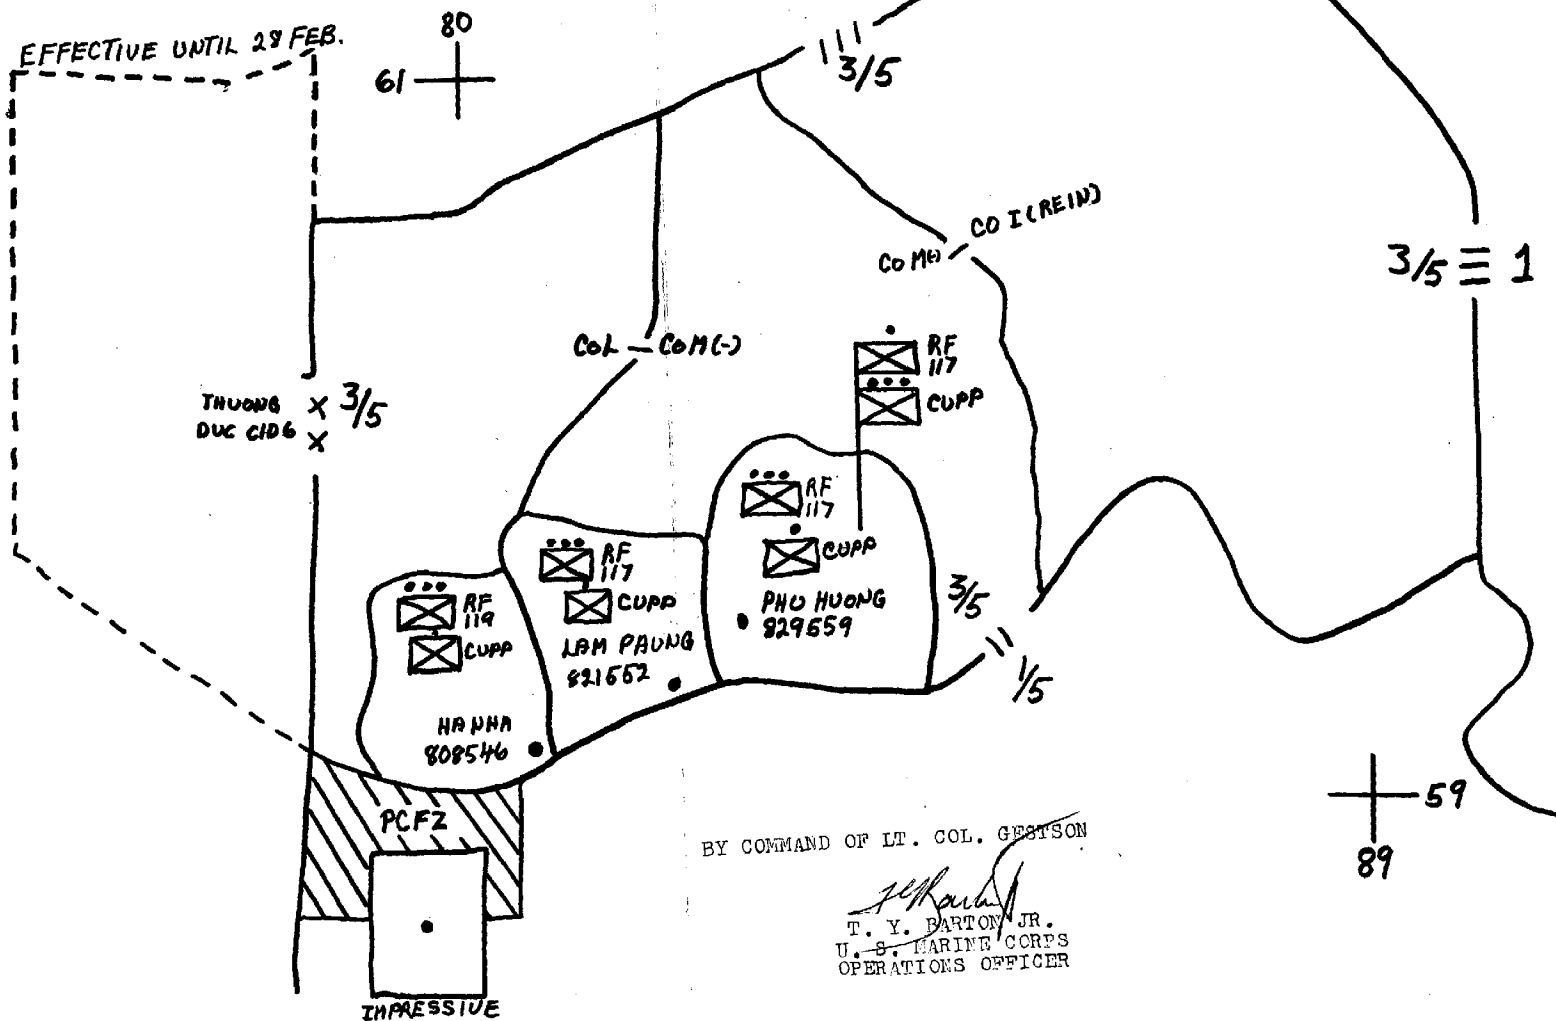 EFFECTIVE UNTIL 28 FEB.
80
61
3/5
CO I (REIN)
CO M(-)
3/5 1
CO L – CO M(-)
RF
117
CUPP
THUONG
DUC CIDG
3/5
RF
117
CUPP
PHU HUONG
829559
RF
117
CUPP
LAM PAUNG
821552
RF
119
CUPP
HA NHA
808546
3/5
1/5
PCFZ
59
89
BY COMMAND OF LT. COL. GESTSON
T. Y. BARTON JR.
U. S. MARINE CORPS
OPERATIONS OFFICER
IMPRESSIVE